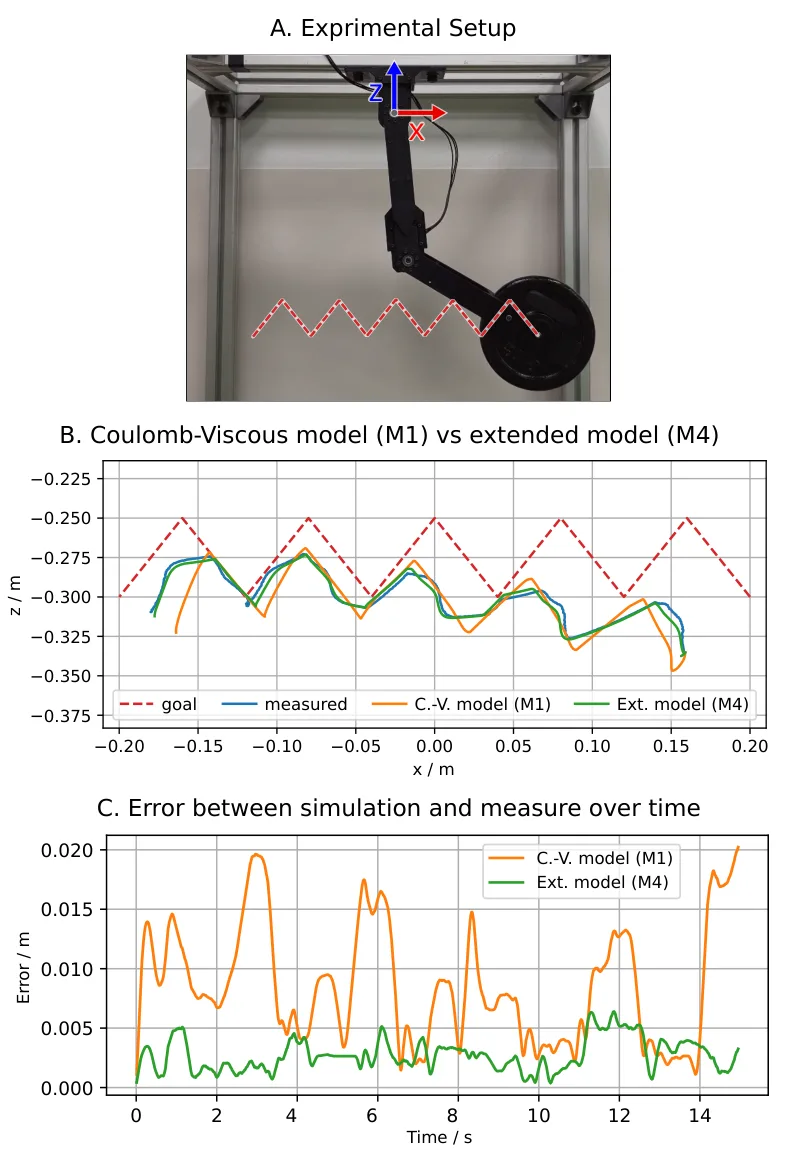 A. Exprimental Setup
Z
X
B. Coulomb-Viscous model (M1) vs extended model (M4)
−0.225
−0.250
−0.275
−0.300
−0.325
−0.350
−0.375
z / m
goal
measured
C.-V. model (M1)
Ext. model (M4)
−0.20 −0.15 −0.10 −0.05 0.00 0.05 0.10 0.15 0.20
x / m
C. Error between simulation and measure over time
0.020
0.015
0.010
0.005
0.000
Error / m
C.-V. model (M1)
Ext. model (M4)
0 2 4 6 8 10 12 14
Time / s